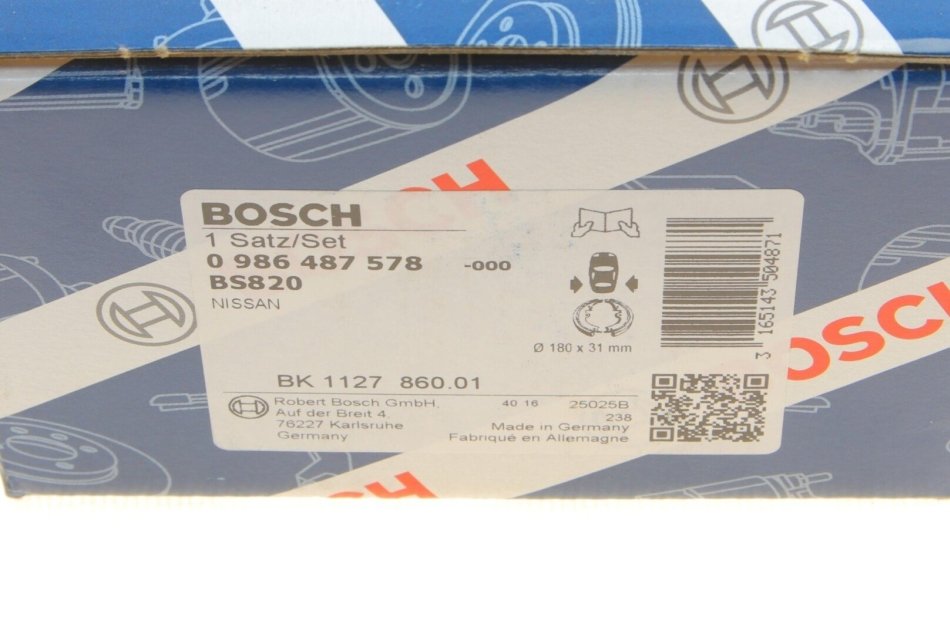 BOSCH
BOSCH
1 Satz/Set
0 986 487 578 -000
BS820
NISSAN
Ø 180 x 31 mm
3 165143 504871
BOSCH
BK 1127 860.01
Robert Bosch GmbH,
Auf der Breit 4,
76227 Karlsruhe
Germany
40 16 25025B
238
Made in Germany
Fabriqué en Allemagne
BOSCH